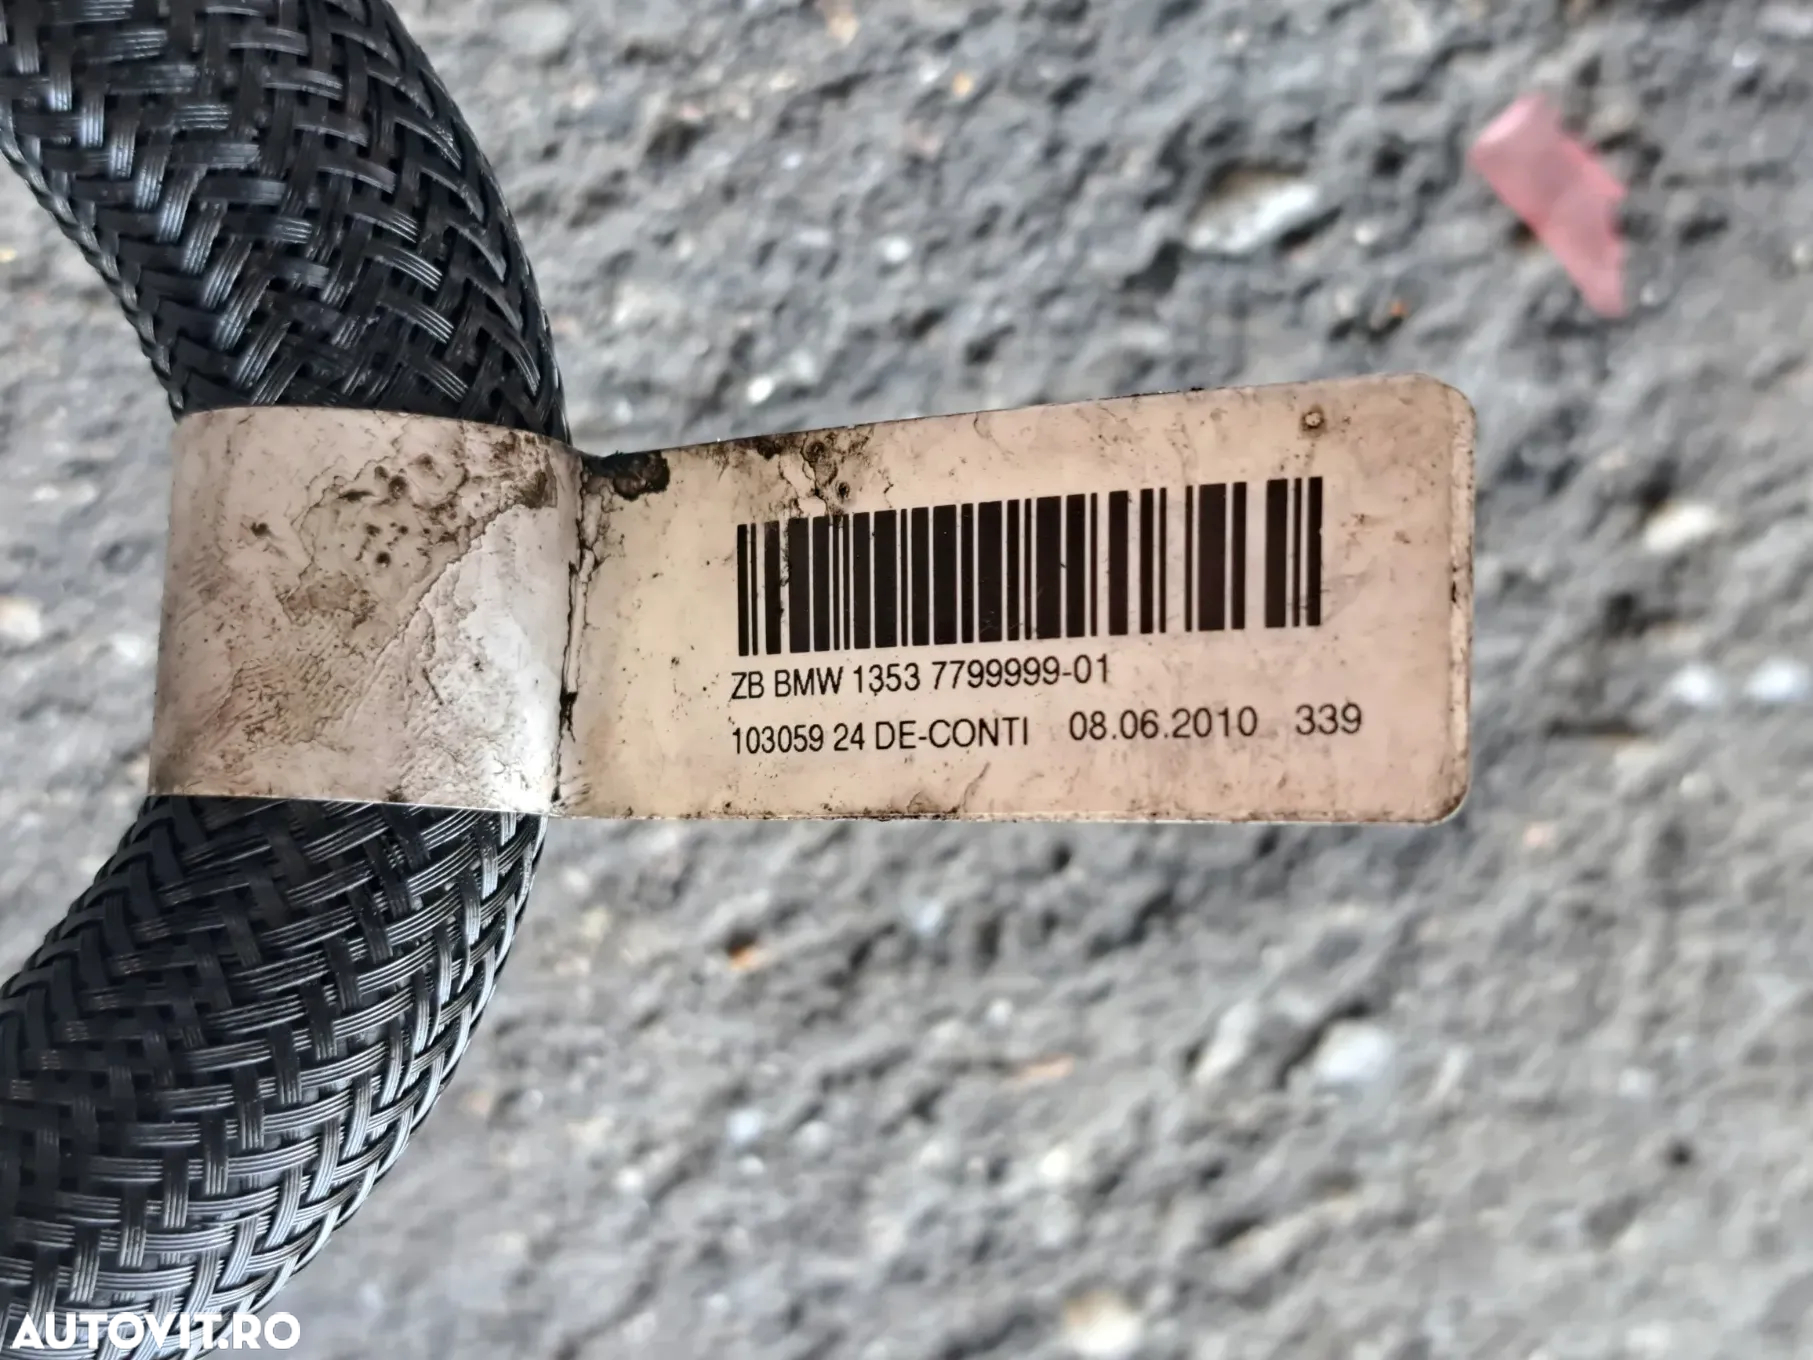 ZB BMW 1353 7799999-01
103059 24 DE-CONTI 08.06.2010 339
AUTOVIT.RO